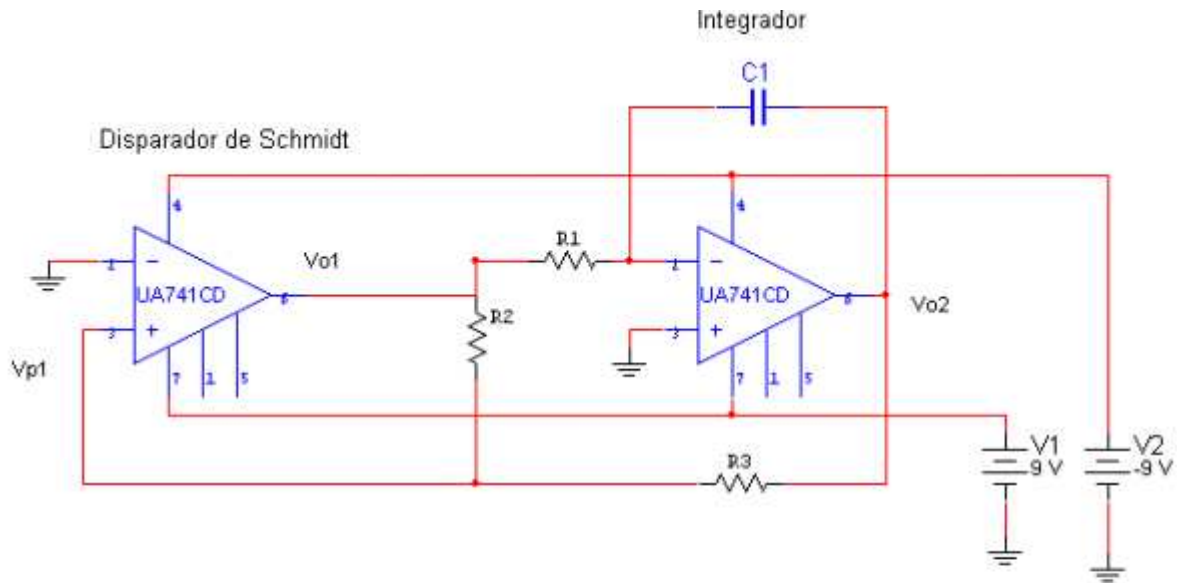 Integrador
C1
Disparador de Schmidt
4
4
R1
Vo1
2
UA741CD
6
2
UA741CD
6
Vo2
R2
3
3
Vp1
7
1
5
7
1
5
V1
9 V
V2
-9 V
R3